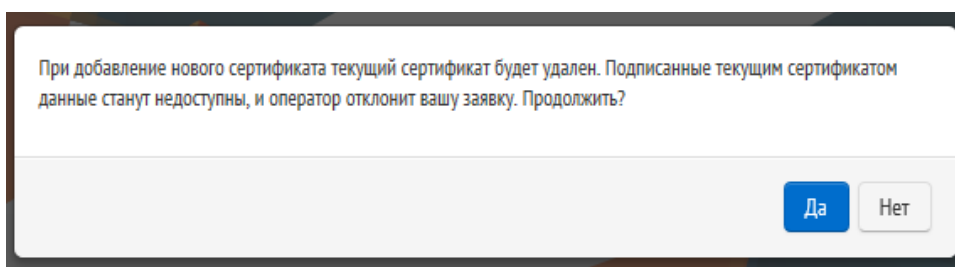 При добавление нового сертификата текущий сертификат будет удален. Подписанные текущим сертификатом
данные станут недоступны, и оператор отклонит вашу заявку. Продолжить?
Да Нет